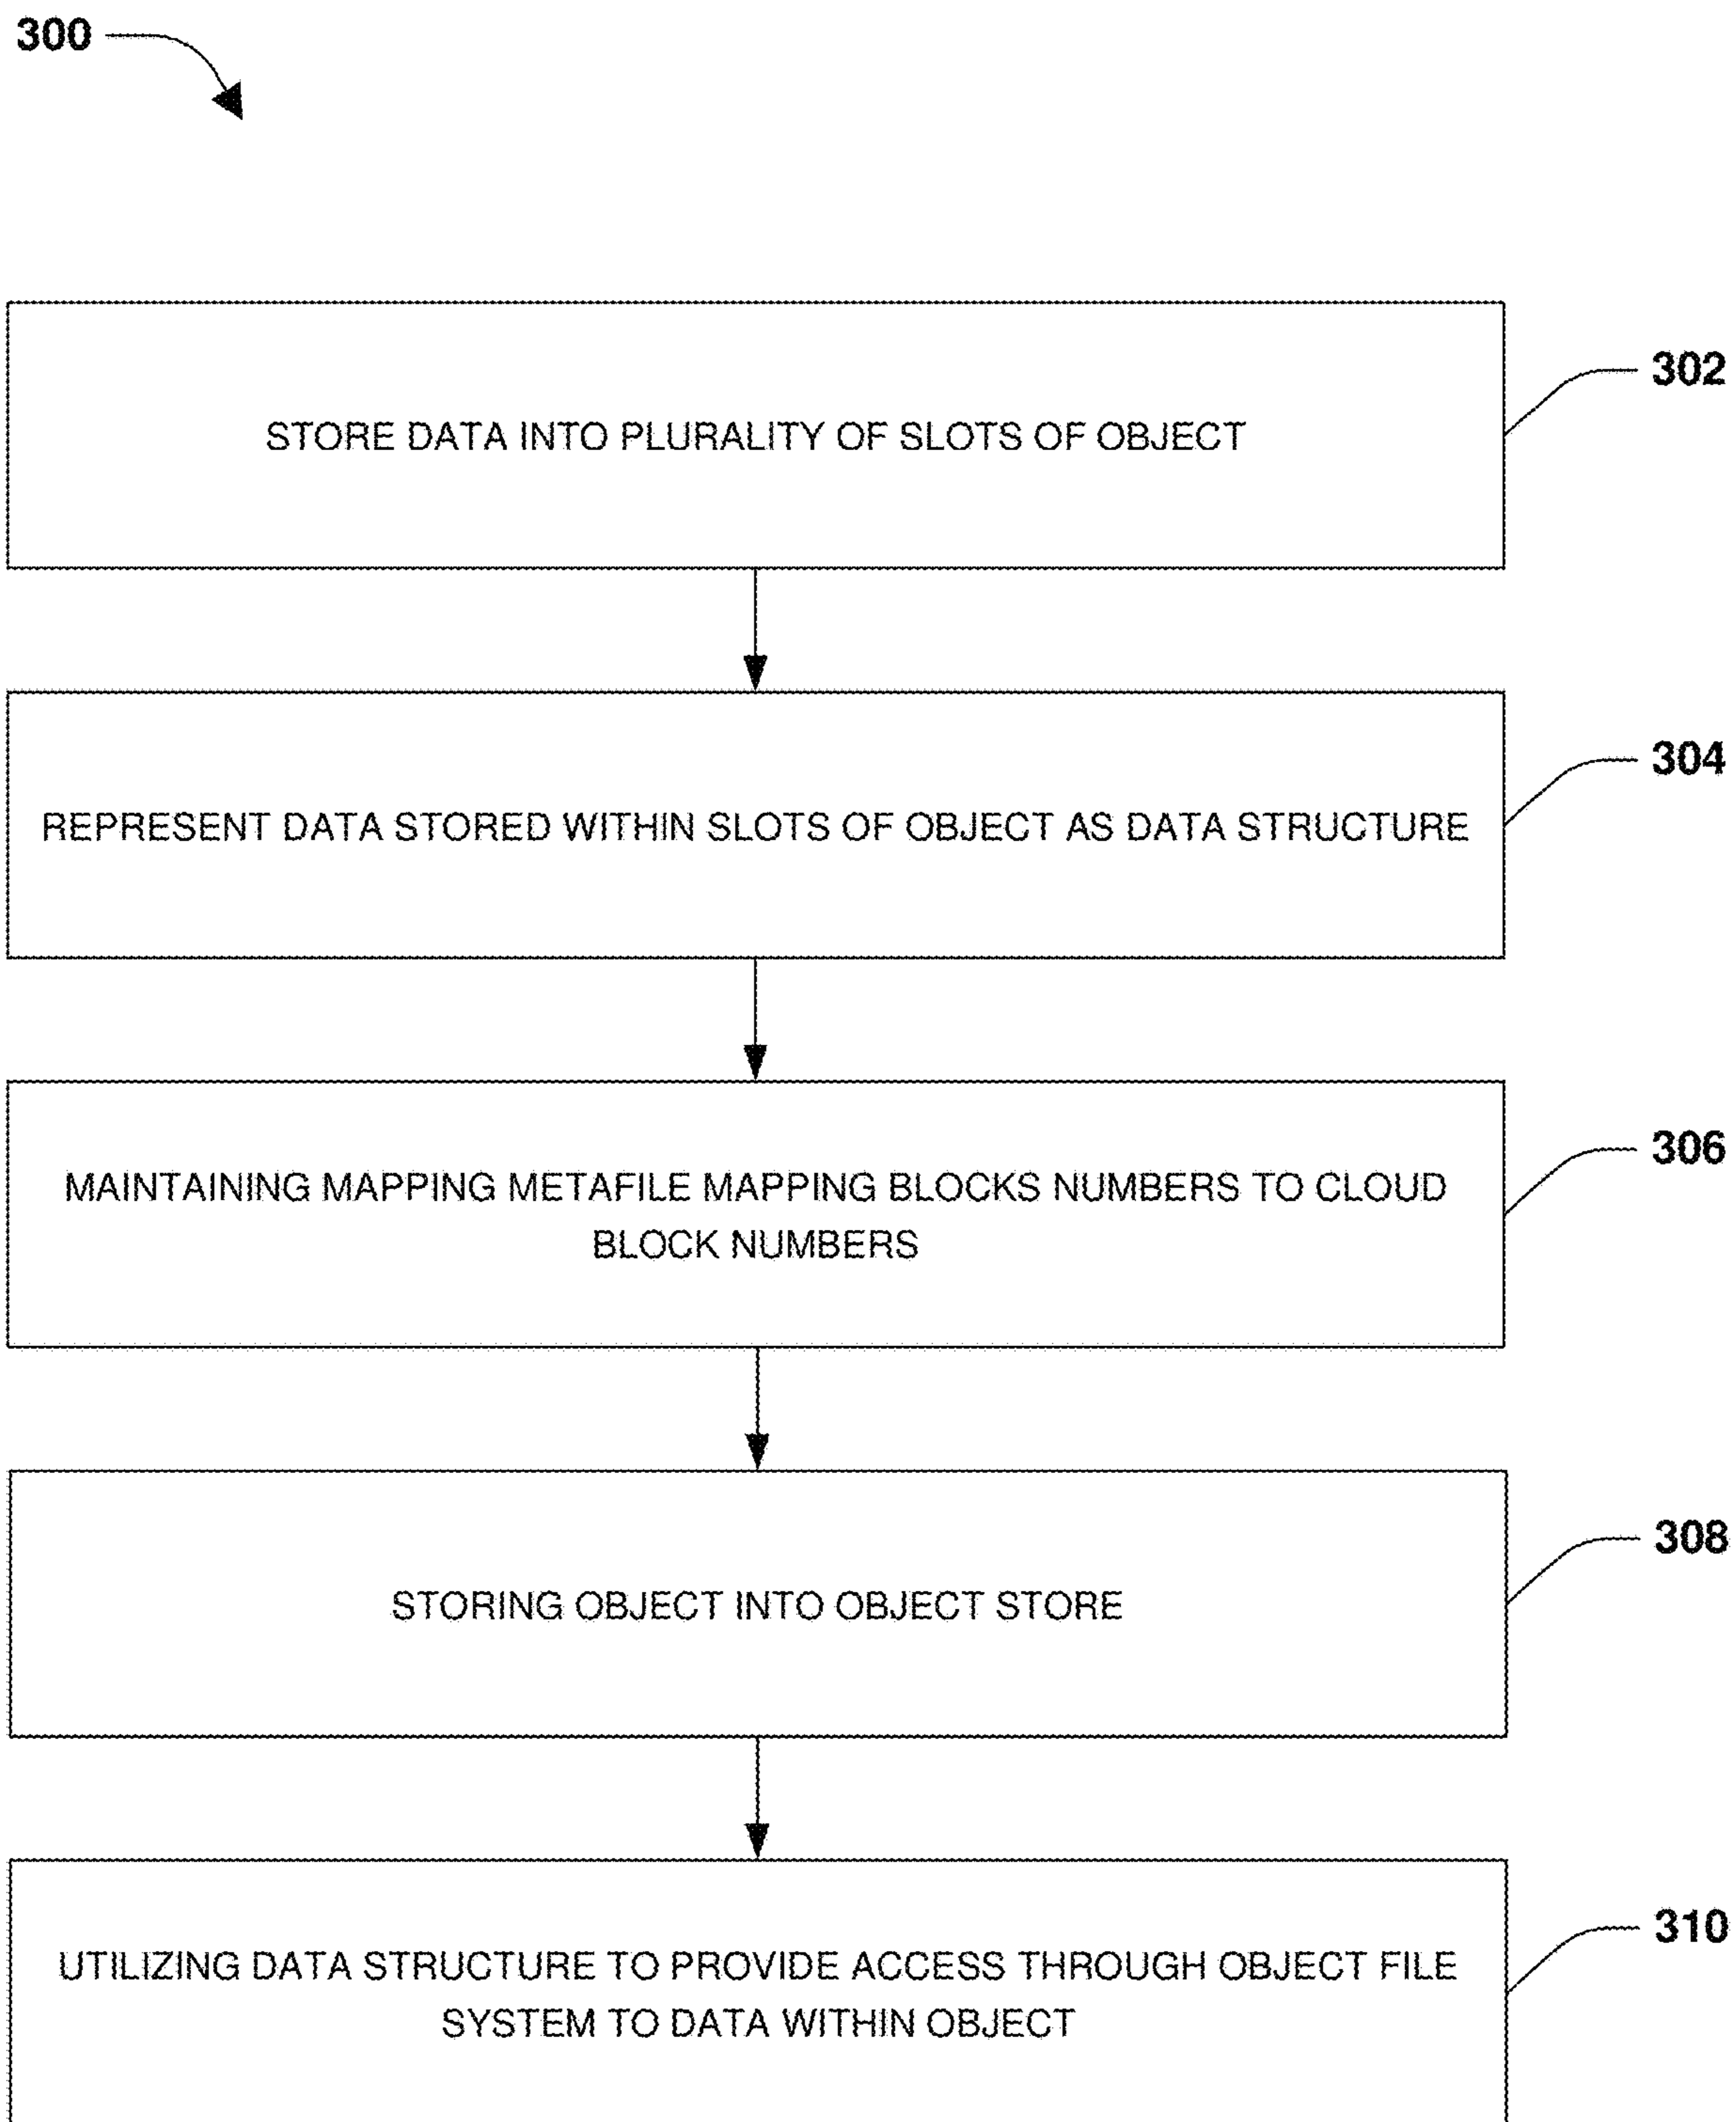 300
STORE DATA INTO PLURALITY OF SLOTS OF OBJECT
302
REPRESENT DATA STORED WITHIN SLOTS OF OBJECT AS DATA STRUCTURE
304
MAINTAINING MAPPING METAFILE MAPPING BLOCKS NUMBERS TO CLOUD
BLOCK NUMBERS
306
STORING OBJECT INTO OBJECT STORE
308
UTILIZING DATA STRUCTURE TO PROVIDE ACCESS THROUGH OBJECT FILE
SYSTEM TO DATA WITHIN OBJECT
310